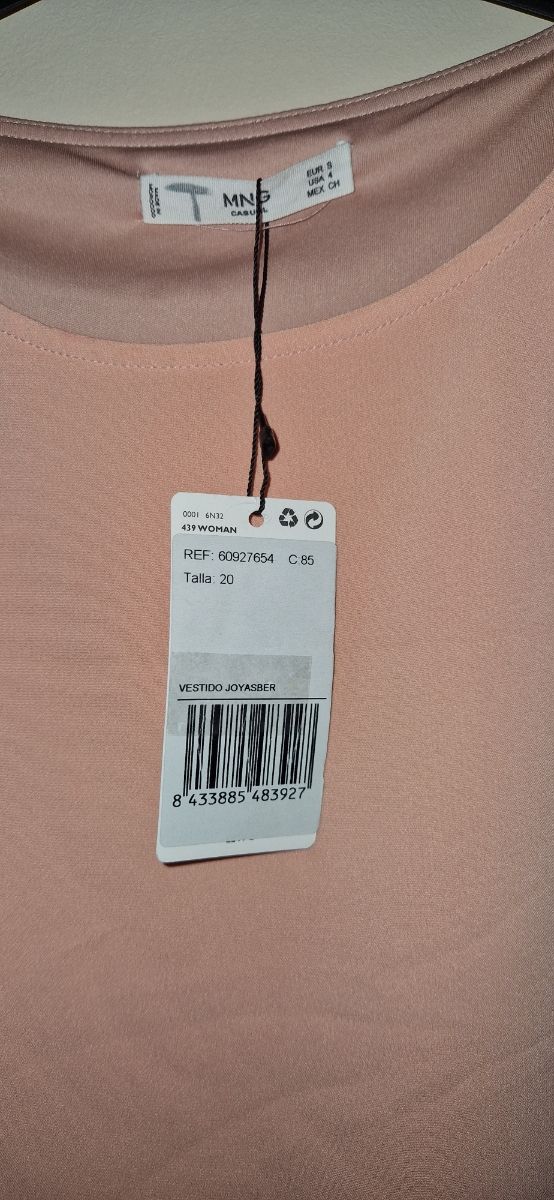 MNG
CASUAL
EUR S
USA 4
MEX CH
0001 6N32
439 WOMAN
REF: 60927654 C:85
Talla: 20
VESTIDO JOYASBER
8 433885 483927